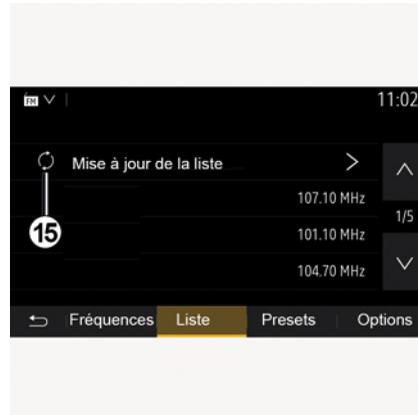 FM 11:02
Mise à jour de la liste
107.10 MHz
1/5
15
101.10 MHz
104.70 MHz
Fréquences Liste Presets Options